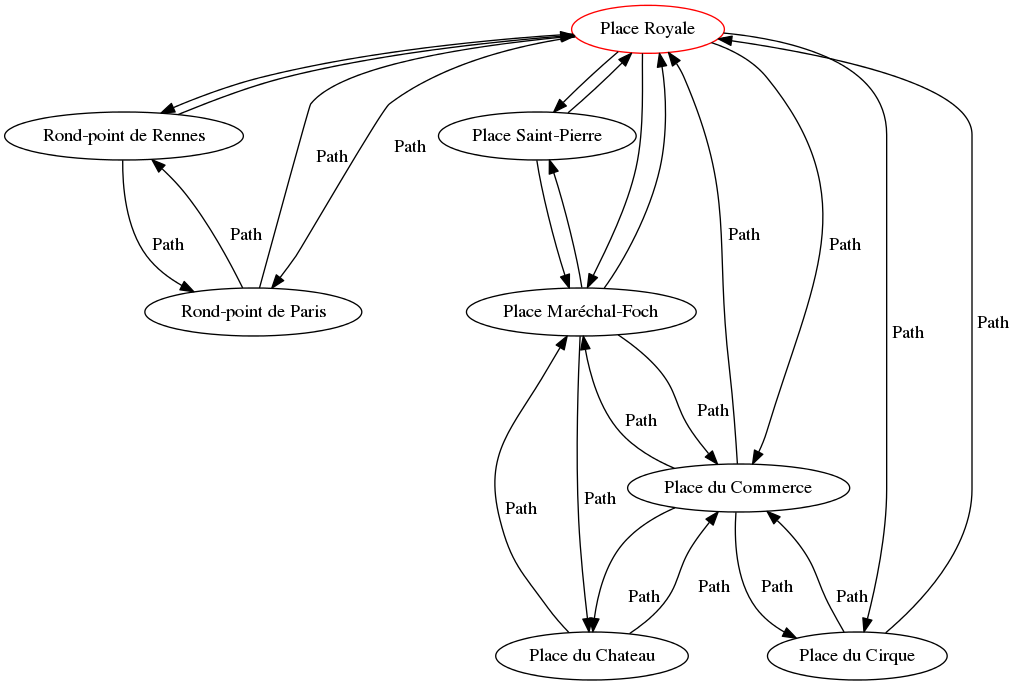 Place Royale
Rond-point de Rennes
Place Saint-Pierre
Path
Path
Path
Path
Path
Path
Rond-point de Paris
Place Maréchal-Foch
Path
Path
Path
Path
Place du Commerce
Path
Path
Path
Path
Path
Path
Place du Chateau
Place du Cirque